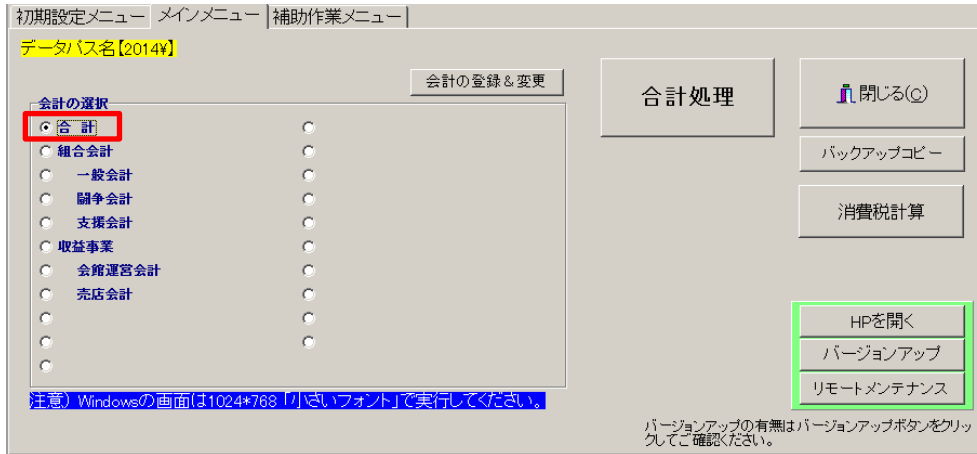 初期設定メニュー メインメニュー 補助作業メニュー
データパス名【2014¥】
会計の登録＆変更
会計の選択
合 計
組合会計
一般会計
闘争会計
支援会計
収益事業
会館運営会計
売店会計
注意）Windowsの画面は1024*768「小さいフォント」で実行してください。
合計処理
閉じる(C)
バックアップコピー
消費税計算
HPを開く
バージョンアップ
リモートメンテナンス
バージョンアップの有無はバージョンアップボタンをクリッ
クしてご確認ください。